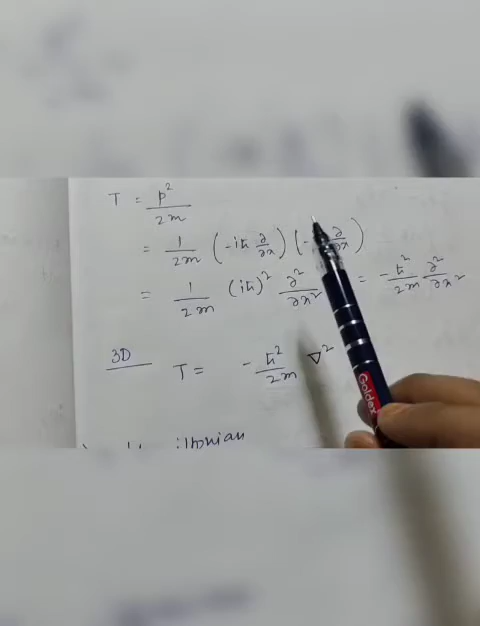 T = p²/2m
= 1/2m (-iħ ∂/∂x) (- ∂/∂x)
= 1/2m (iħ)² ∂²/∂x² = -ħ²/2m ∂²/∂x²
3D T = -ħ²/2m ∇²
Golder